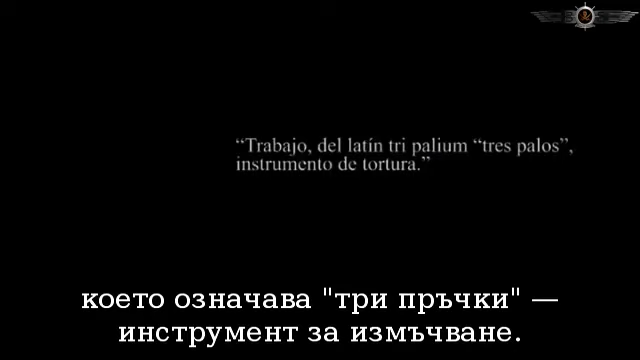 “Trabajo, del latín tri palium “tres palos”,
instrumento de tortura.”
което означава "три пръчки" —
инструмент за измъчване.